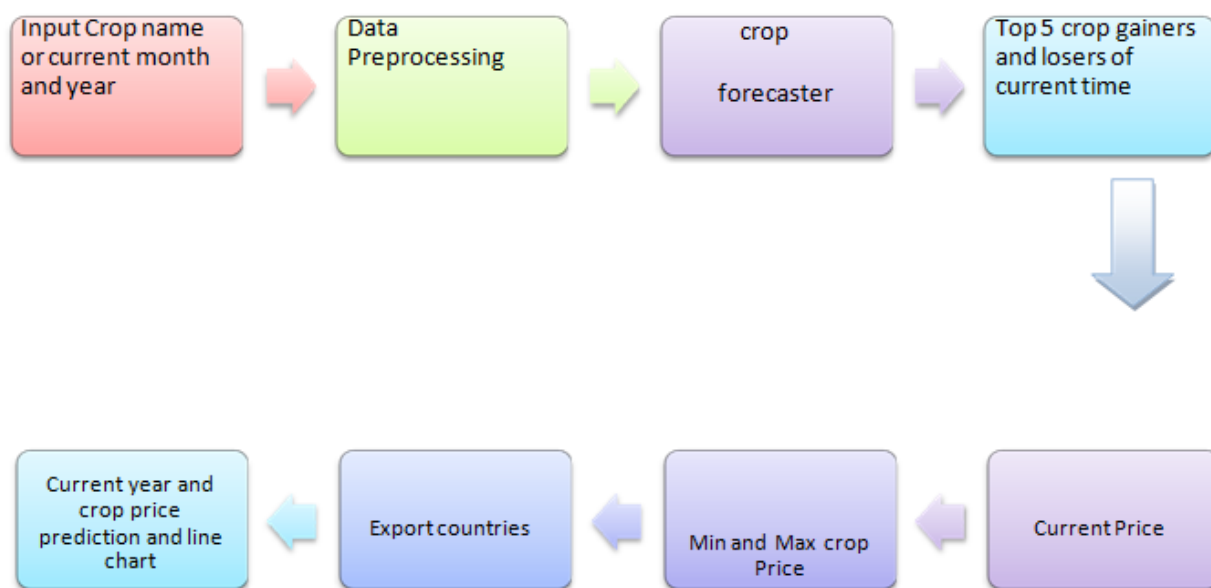 Input Crop name
or current month
and year
Data
Preprocessing
crop
forecaster
Top 5 crop gainers
and losers of
current time
Current year and
crop price
prediction and line
chart
Export countries
Min and Max crop
Price
Current Price